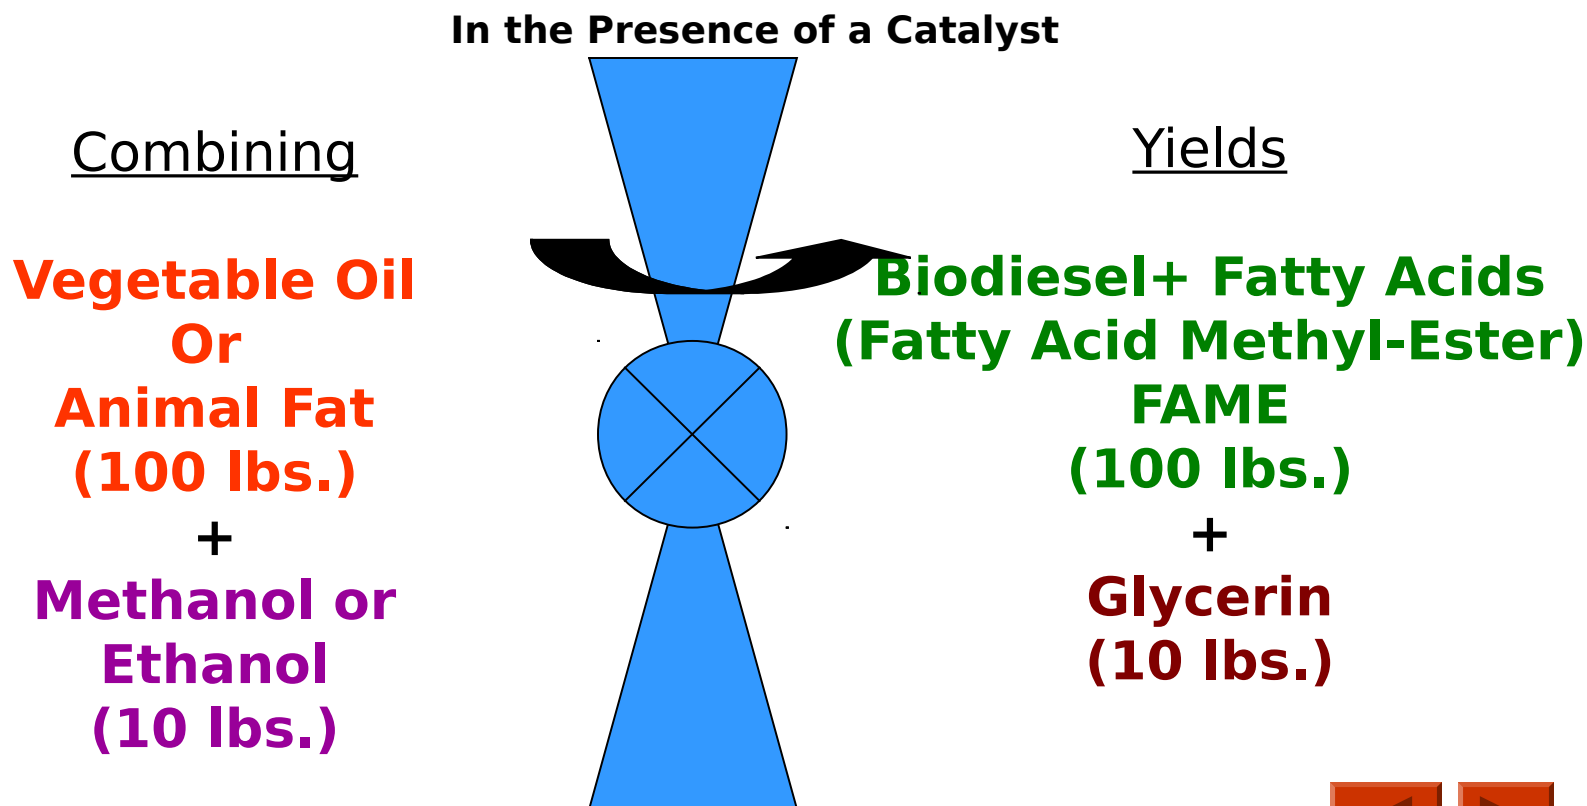 In the Presence of a Catalyst
Combining
Vegetable Oil
Or
Animal Fat
(100 lbs.)
+
Methanol or
Ethanol
(10 lbs.)
Yields
Biodiesel+ Fatty Acids
(Fatty Acid Methyl-Ester)
FAME
(100 lbs.)
+
Glycerin
(10 lbs.)